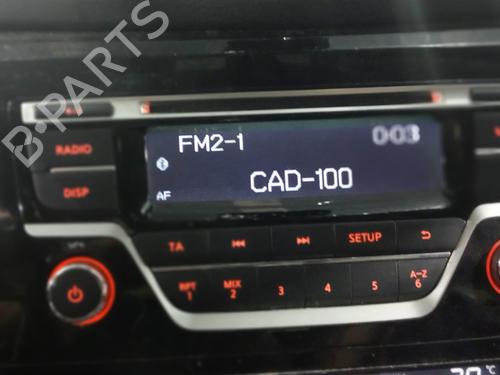 B-PARTS
FM2-1 0:03
CAD-100
AF
RADIO
DISP
TA SETUP
RPT 1 MIX 2 3 4 5 A-Z 6